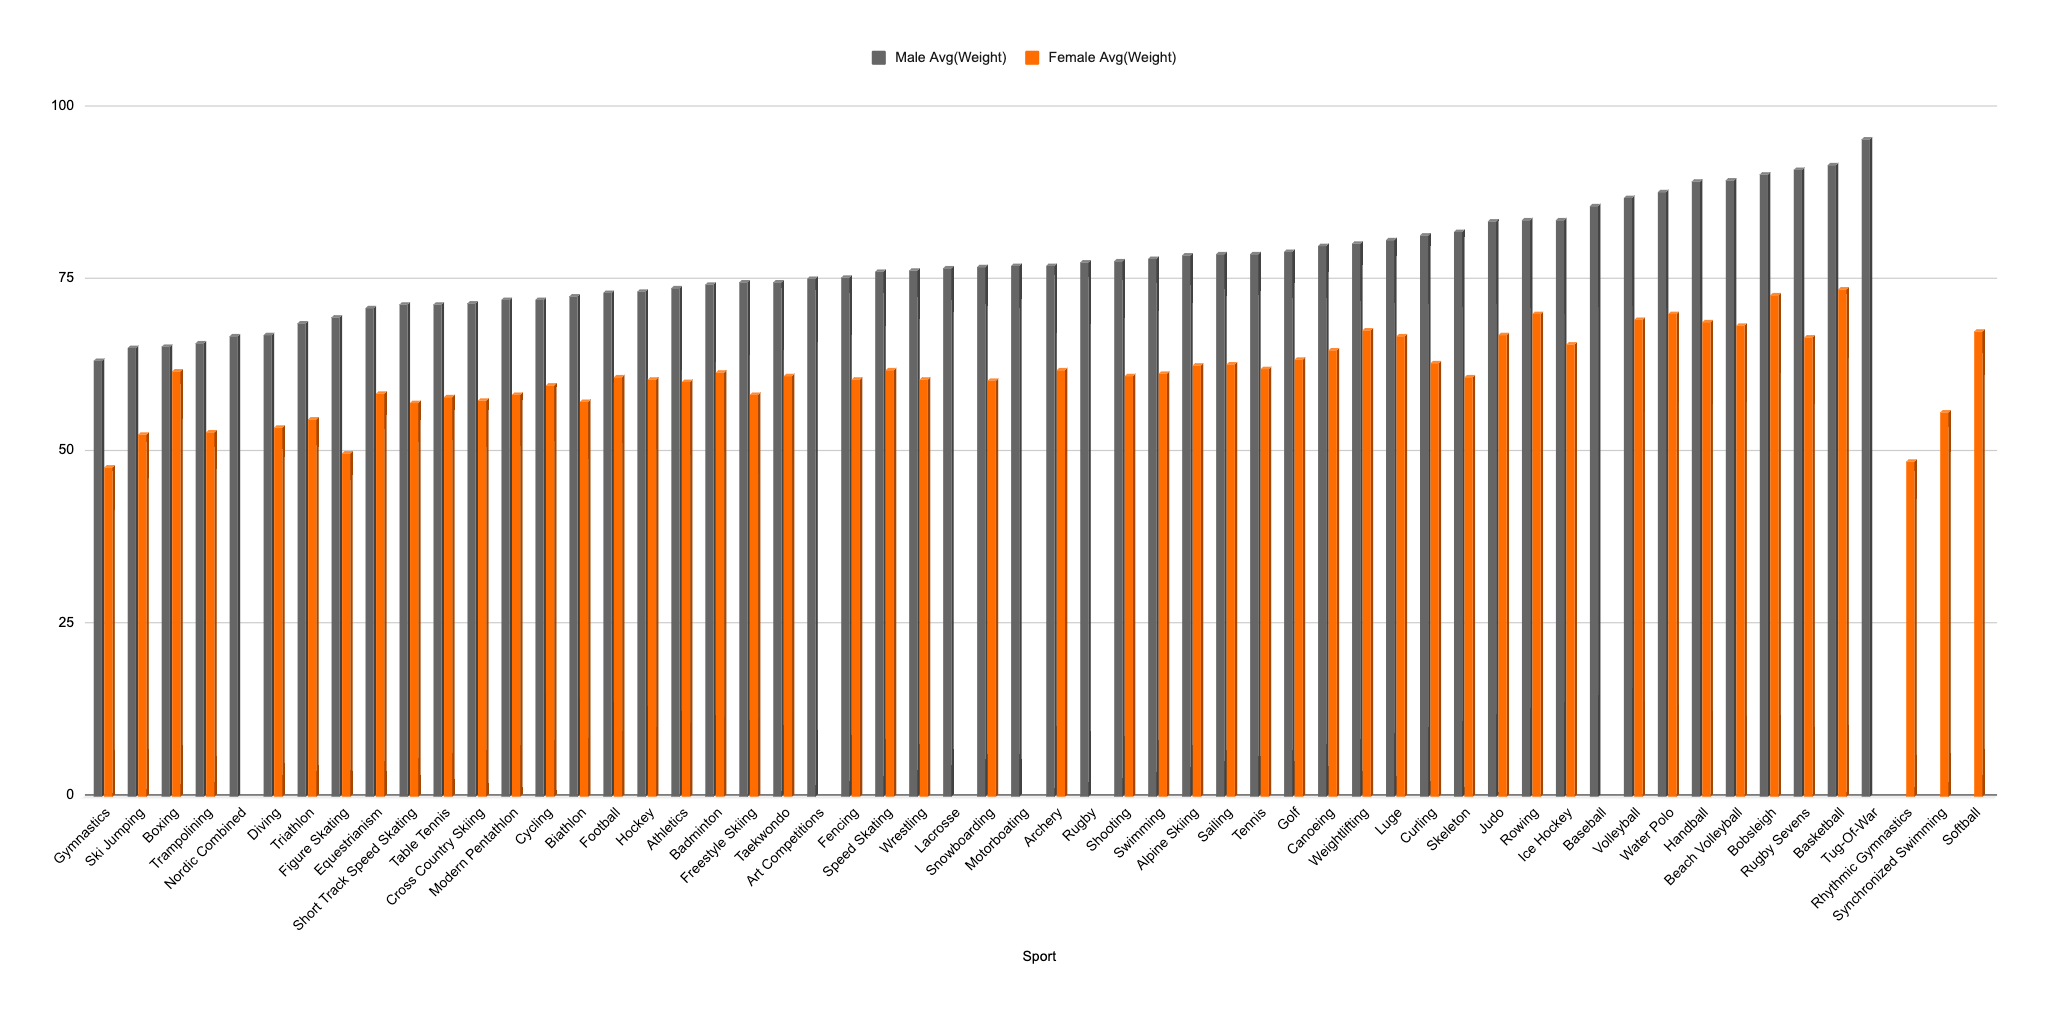 Male Avg(Weight) Female Avg(Weight)
100
75
50
25
0
Gymnastics
Ski Jumping
Boxing
Trampolining
Nordic Combined
Diving
Triathlon
Figure Skating
Equestrianism
Short Track Speed Skating
Table Tennis
Cross Country Skiing
Modern Pentathlon
Cycling
Biathlon
Football
Hockey
Athletics
Badminton
Freestyle Skiing
Taekwondo
Art Competitions
Fencing
Speed Skating
Wrestling
Lacrosse
Snowboarding
Motorboating
Archery
Rugby
Shooting
Swimming
Alpine Skiing
Sailing
Tennis
Golf
Canoeing
Weightlifting
Luge
Curling
Skeleton
Judo
Rowing
Ice Hockey
Baseball
Volleyball
Water Polo
Handball
Beach Volleyball
Bobsleigh
Rugby Sevens
Basketball
Tug-Of-War
Rhythmic Gymnastics
Synchronized Swimming
Softball
Sport